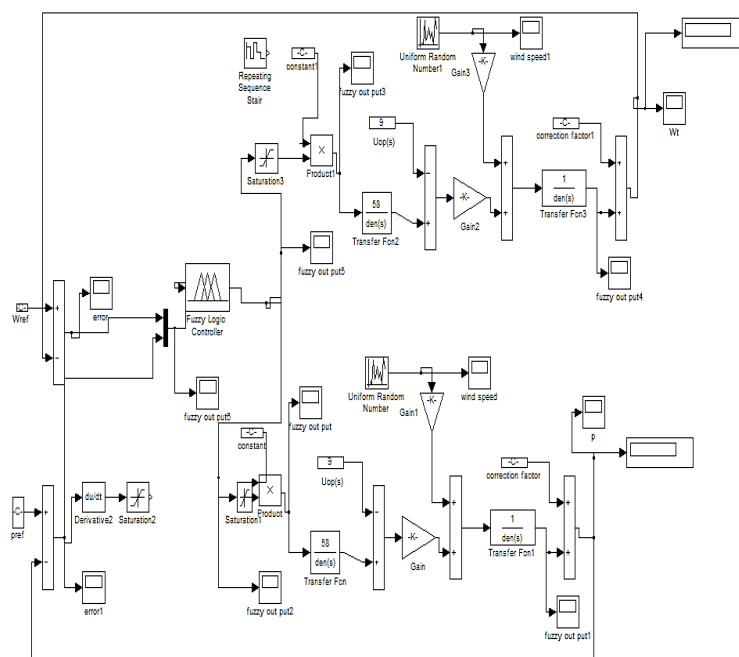 Uniform Random
Number1
wind speed1
-K-
Gain3
Repeating
Sequence
Stair
-C-
constant1
fuzzy out put3
Wt
9
Uop(s)
-C-
correction factor1
Saturation3
X
Product1
58
den(s)
Transfer Fcn2
-
+
-K-
Gain2
+
+
1
den(s)
Transfer Fcn3
+
+
fuzzy out put5
fuzzy out put4
Fuzzy Logic
Controller
-C-
Wref
+
-
error
fuzzy out put6
Uniform Random
Number
wind speed
-K-
Gain1
fuzzy out put
p
-C-
constant
9
Uop(s)
-C-
correction factor
-C-
pref
+
-
du/dt
Derivative2
Saturation2
Saturation1
X
Product
58
den(s)
Transfer Fcn
-
+
-K-
Gain
+
+
1
den(s)
Transfer Fcn1
+
+
error1
fuzzy out put2
fuzzy out put1